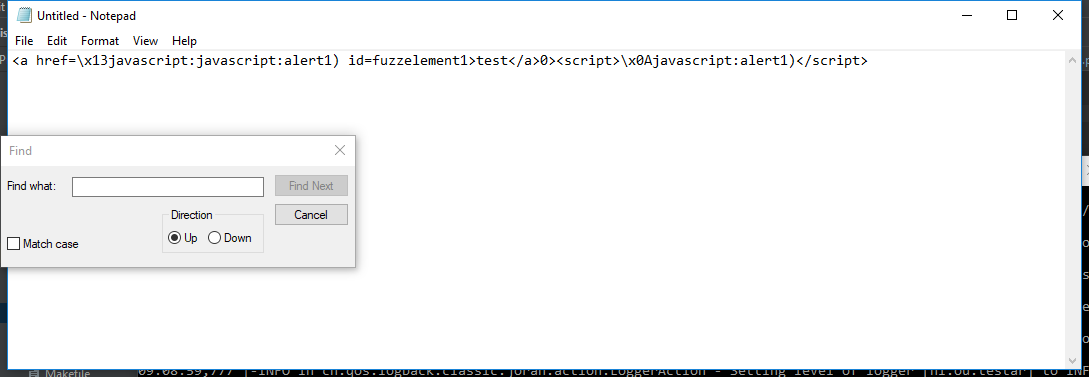 Untitled - Notepad
File Edit Format View Help
<a href=\x13javascript:javascript:alert1) id=fuzzelement1>test</a>0><script>\x0Ajavascript:alert1)</script>
Find
Find what:
Find Next
Direction
Cancel
Up Down
Match case
Makefile
09:08:59,777 |-INFO in ch.qos.logback.classic.joran.action.LoggerAction - Setting level of logger [nl.ou.testar] to INF